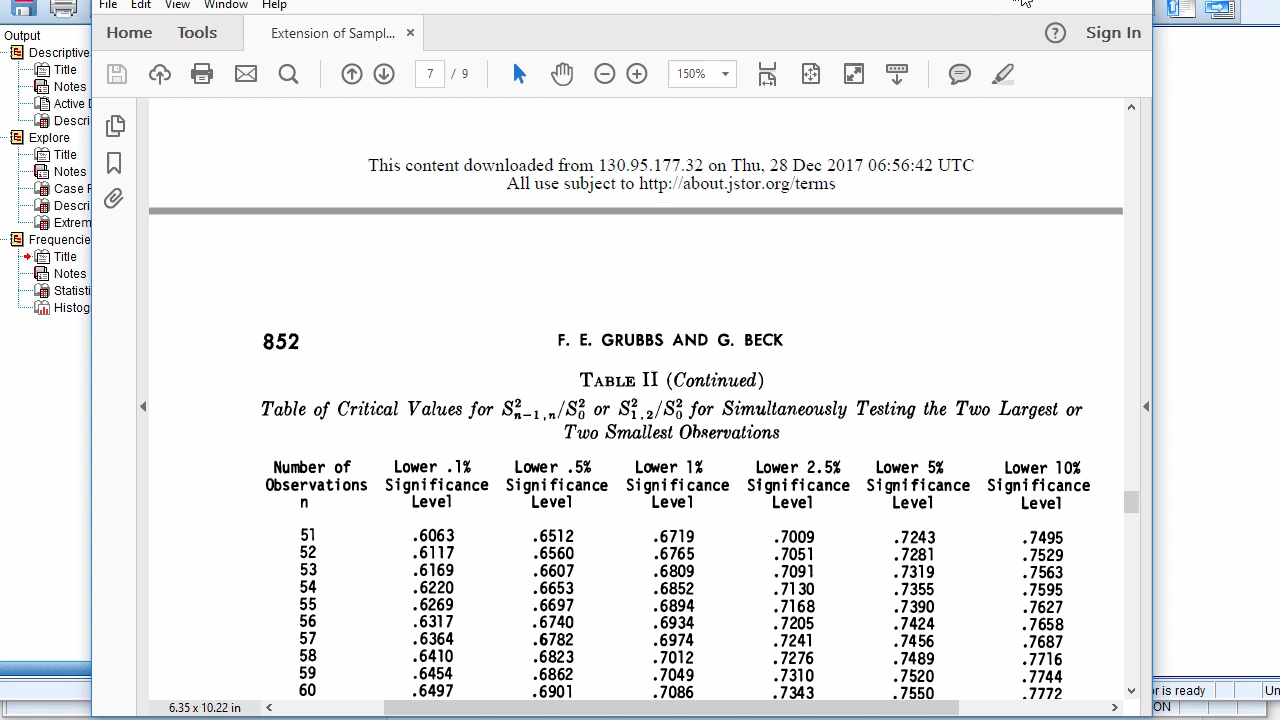 File Edit View Window Help
Home Tools Extension of Sampl... × ? Sign In
7 / 9 150%
Output
Descriptive
Title
Notes
Active D
Descri
Explore
Title
Notes
Case P
Descri
Extrem
Frequencie
Title
Notes
Statisti
Histog
This content downloaded from 130.95.177.32 on Thu, 28 Dec 2017 06:56:42 UTC
All use subject to http://about.jstor.org/terms
852 F. E. GRUBBS AND G. BECK
TABLE II (Continued)
Table of Critical Values for S²ₙ₋₁,ₙ/S²₀ or S²₁,₂/S²₀ for Simultaneously Testing the Two Largest or
Two Smallest Observations
Number of Lower .1% Lower .5% Lower 1% Lower 2.5% Lower 5% Lower 10%
Observations Significance Significance Significance Significance Significance Significance
n Level Level Level Level Level Level
51 .6063 .6512 .6719 .7009 .7243 .7495
52 .6117 .6560 .6765 .7051 .7281 .7529
53 .6169 .6607 .6809 .7091 .7319 .7563
54 .6220 .6653 .6852 .7130 .7355 .7595
55 .6269 .6697 .6894 .7168 .7390 .7627
56 .6317 .6740 .6934 .7205 .7424 .7658
57 .6364 .6782 .6974 .7241 .7456 .7687
58 .6410 .6823 .7012 .7276 .7489 .7716
59 .6454 .6862 .7049 .7310 .7520 .7744
60 .6497 .6901 .7086 .7343 .7550 .7772
6.35 x 10.22 in
or is ready Un
ON